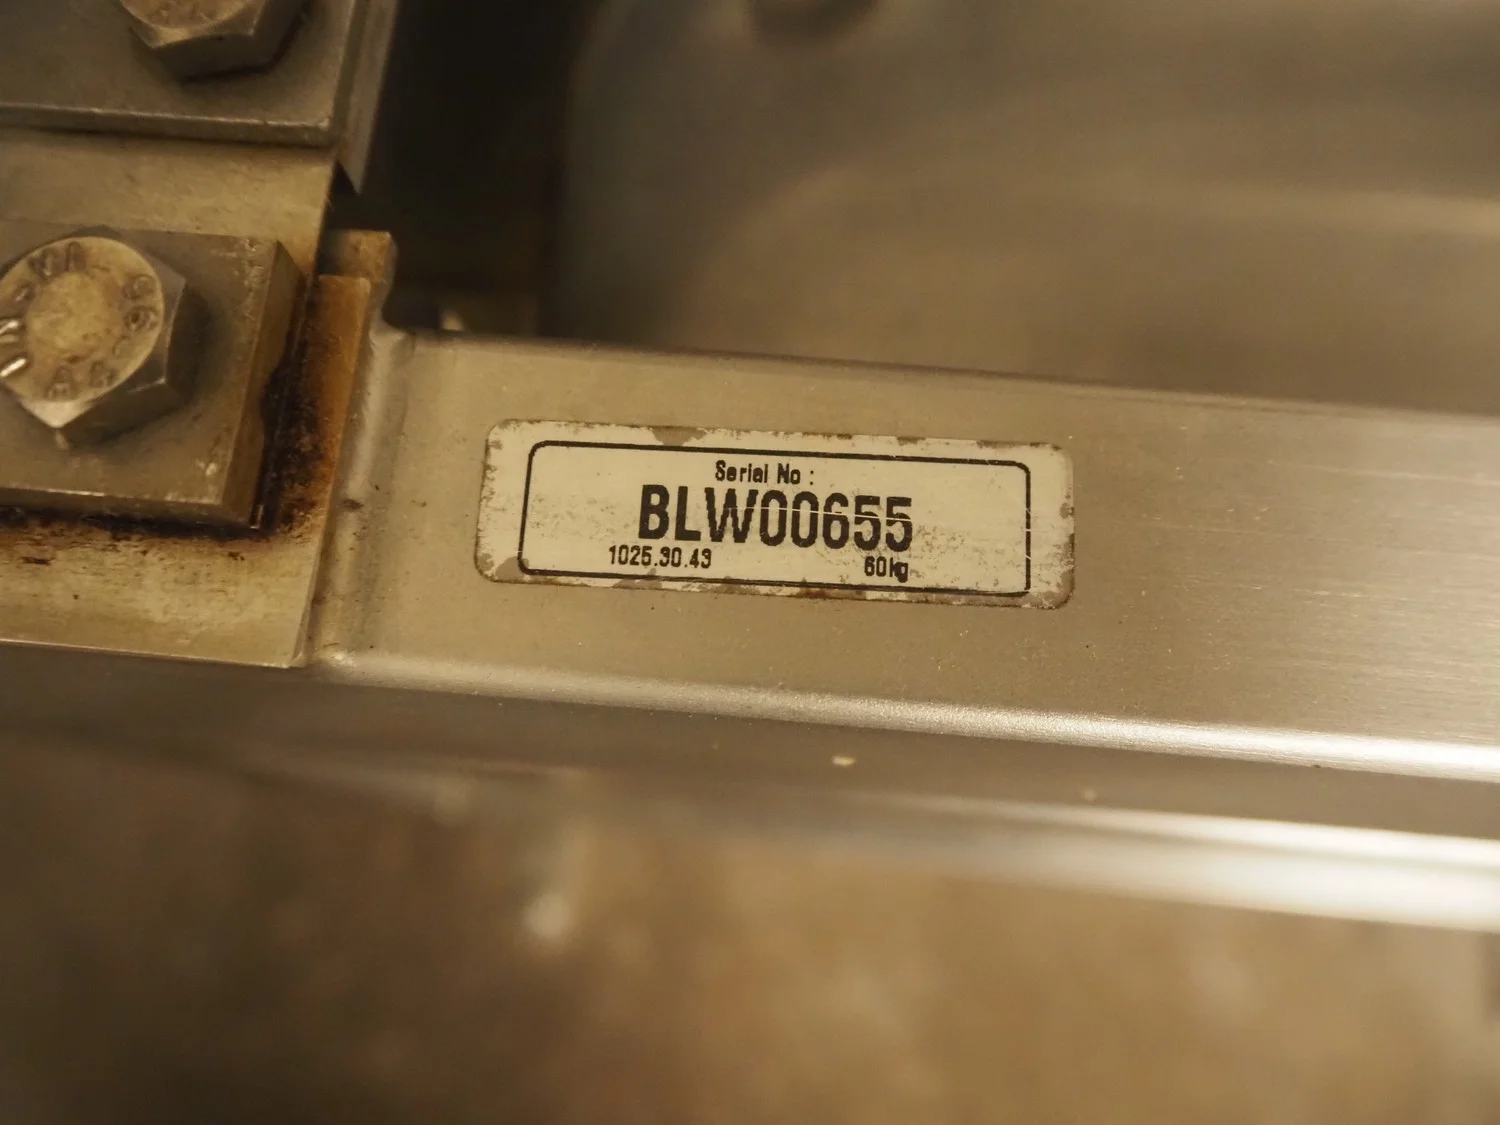 Serial No :
BLW00655
1025.30.43 60kg